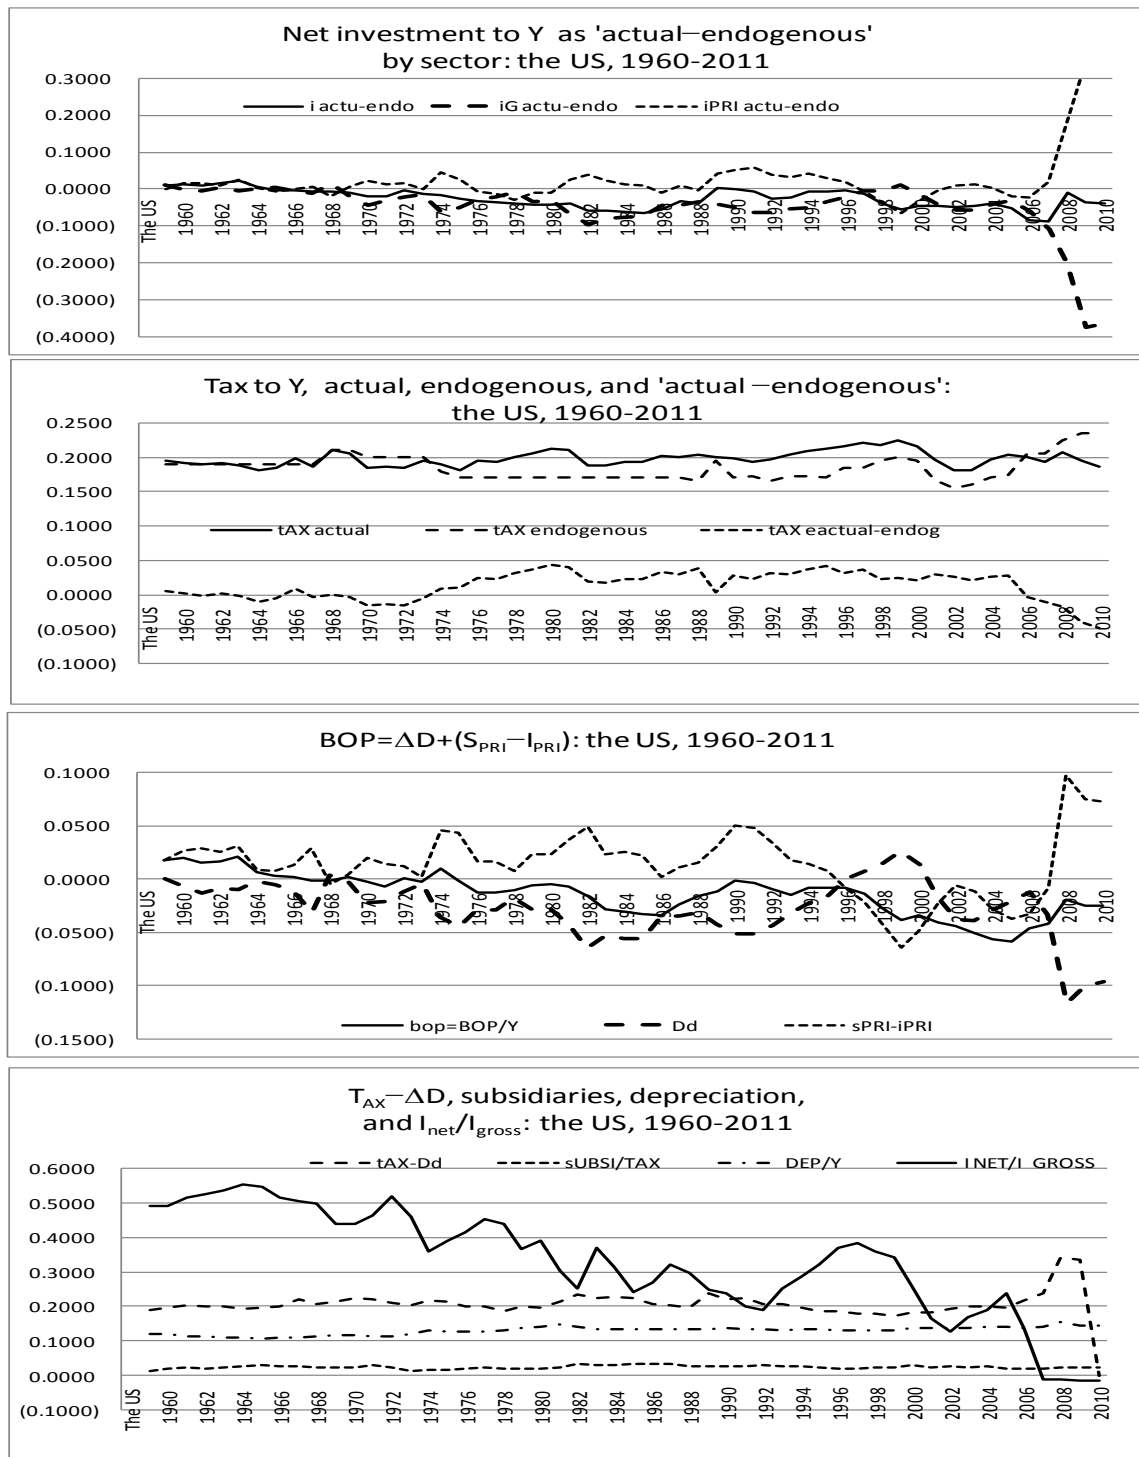 Net investment to Y as 'actual−endogenous'
by sector: the US, 1960-2011
0.3000
i actu-endo iG actu-endo iPRI actu-endo
0.2000
0.1000
0.0000
(0.1000)
(0.2000)
(0.3000)
(0.4000)
The US 1960 1962 1964 1966 1968 1970 1972 1974 1976 1978 1980 1982 1984 1986 1988 1990 1992 1994 1996 1998 2000 2002 2004 2006 2008 2010
Tax to Y, actual, endogenous, and 'actual −endogenous':
the US, 1960-2011
0.2500
0.2000
0.1500
0.1000
tAX actual tAX endogenous tAX eactual-endog
0.0500
0.0000
(0.0500)
(0.1000)
The US 1960 1962 1964 1966 1968 1970 1972 1974 1976 1978 1980 1982 1984 1986 1988 1990 1992 1994 1996 1998 2000 2002 2004 2006 2008 2010
BOP=ΔD+(SPRI−IPRI): the US, 1960-2011
0.1000
0.0500
0.0000
(0.0500)
(0.1000)
(0.1500)
The US 1960 1962 1964 1966 1968 1970 1972 1974 1976 1978 1980 1982 1984 1986 1988 1990 1992 1994 1996 1998 2000 2002 2004 2006 2008 2010
bop=BOP/Y Dd sPRI-iPRI
TAX−ΔD, subsidiaries, depreciation,
and Inet/Igross: the US, 1960-2011
tAX-Dd sUBSI/TAX DEP/Y I NET/I GROSS
0.6000
0.5000
0.4000
0.3000
0.2000
0.1000
0.0000
(0.1000)
The US 1960 1962 1964 1966 1968 1970 1972 1974 1976 1978 1980 1982 1984 1986 1988 1990 1992 1994 1996 1998 2000 2002 2004 2006 2008 2010